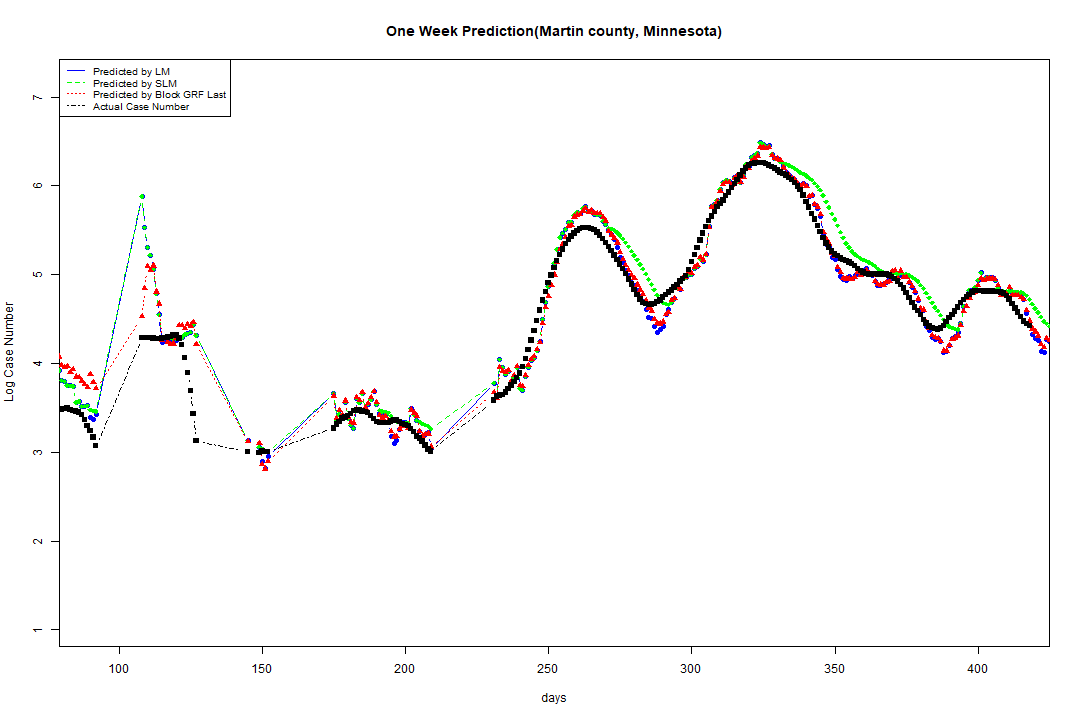 One Week Prediction(Martin county, Minnesota)
Predicted by LM
Predicted by SLM
Predicted by Block GRF Last
Actual Case Number
7
6
5
4
3
2
1
Log Case Number
100 150 200 250 300 350 400
days